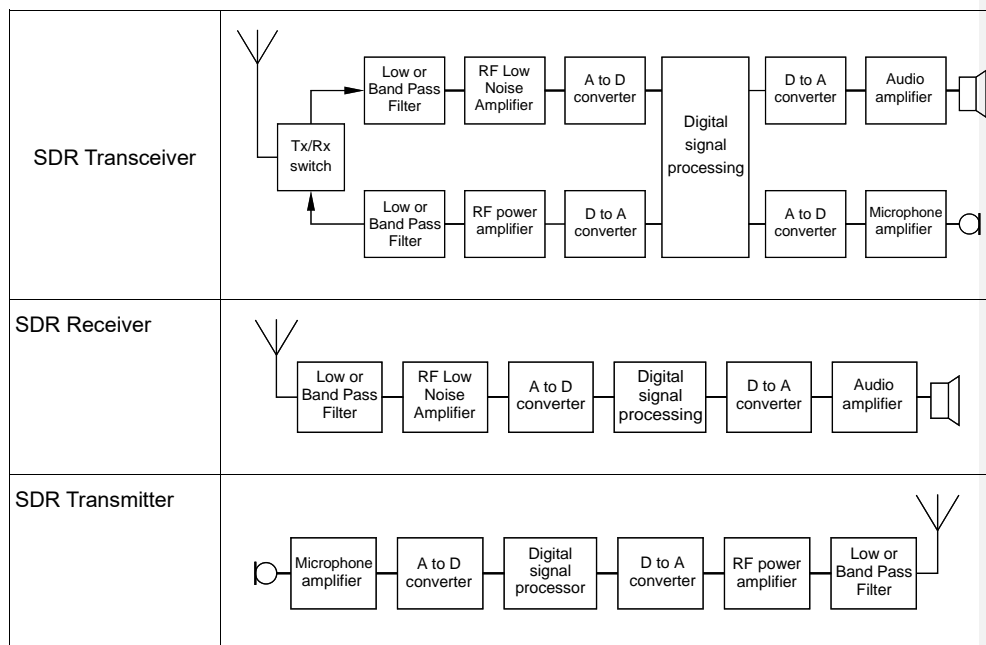 SDR Transceiver
Low or
Band Pass
Filter
RF Low
Noise
Amplifier
A to D
converter
Digital
signal
processing
D to A
converter
Audio
amplifier
Tx/Rx
switch
Low or
Band Pass
Filter
RF power
amplifier
D to A
converter
A to D
converter
Microphone
amplifier
SDR Receiver
Low or
Band Pass
Filter
RF Low
Noise
Amplifier
A to D
converter
Digital
signal
processing
D to A
converter
Audio
amplifier
SDR Transmitter
Microphone
amplifier
A to D
converter
Digital
signal
processor
D to A
converter
RF power
amplifier
Low or
Band Pass
Filter